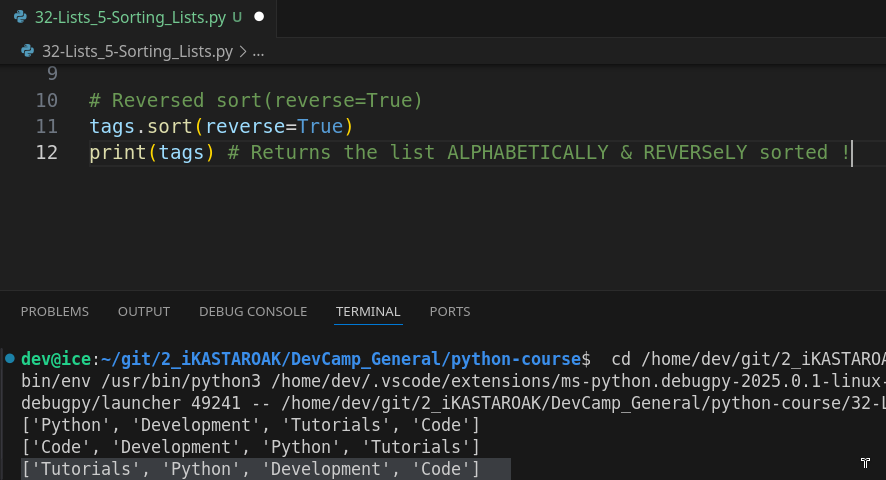 32-Lists_5-Sorting_Lists.py U
32-Lists_5-Sorting_Lists.py > ...
9
10 # Reversed sort(reverse=True)
11 tags.sort(reverse=True)
12 print(tags) # Returns the list ALPHABETICALLY & REVERSeLY sorted !
PROBLEMS OUTPUT DEBUG CONSOLE TERMINAL PORTS
dev@ice:~/git/2_iKASTAROAK/DevCamp_General/python-course$ cd /home/dev/git/2_iKASTAROA
bin/env /usr/bin/python3 /home/dev/.vscode/extensions/ms-python.debugpy-2025.0.1-linux-
debugpy/launcher 49241 -- /home/dev/git/2_iKASTAROAK/DevCamp_General/python-course/32-L
['Python', 'Development', 'Tutorials', 'Code']
['Code', 'Development', 'Python', 'Tutorials']
['Tutorials', 'Python', 'Development', 'Code']